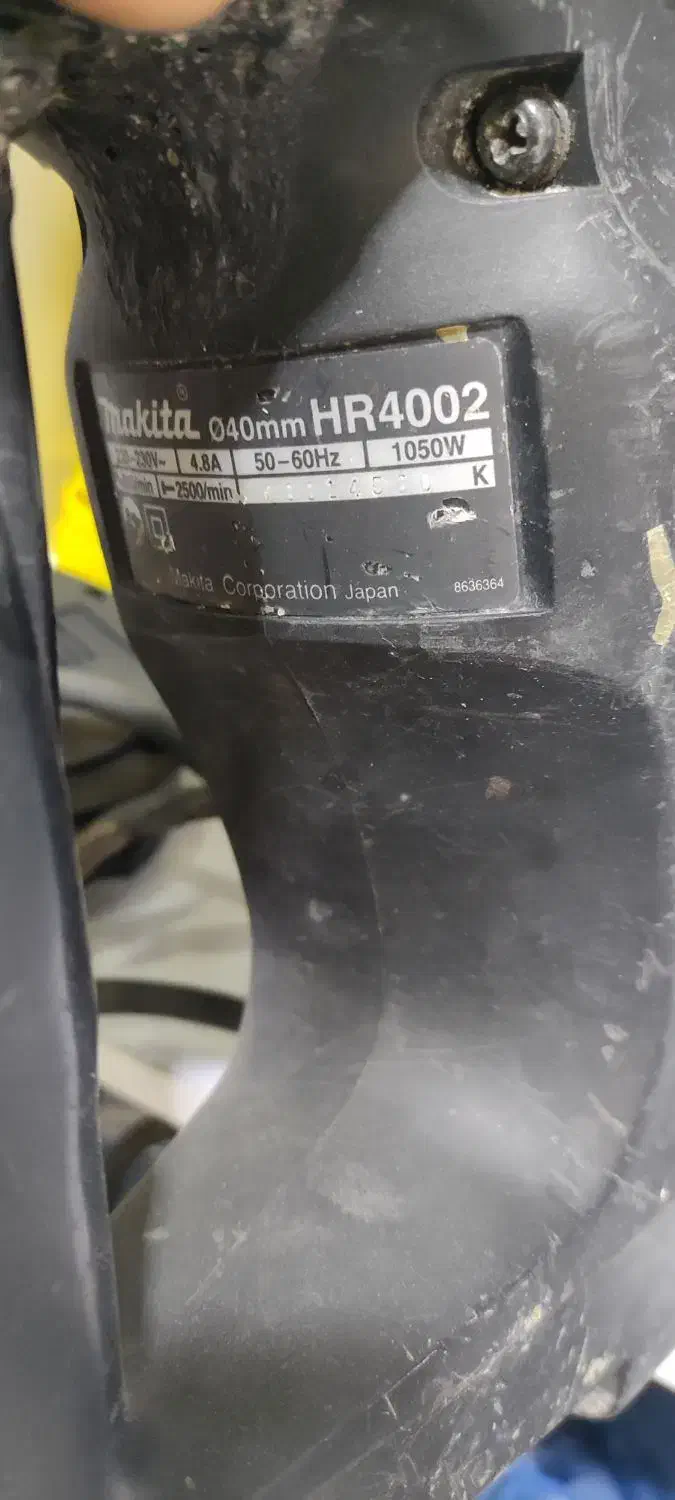 makita® Ø40mm HR4002
4.8A 50-60Hz 1050W
2500/min K
Makita Corporation Japan 8636364